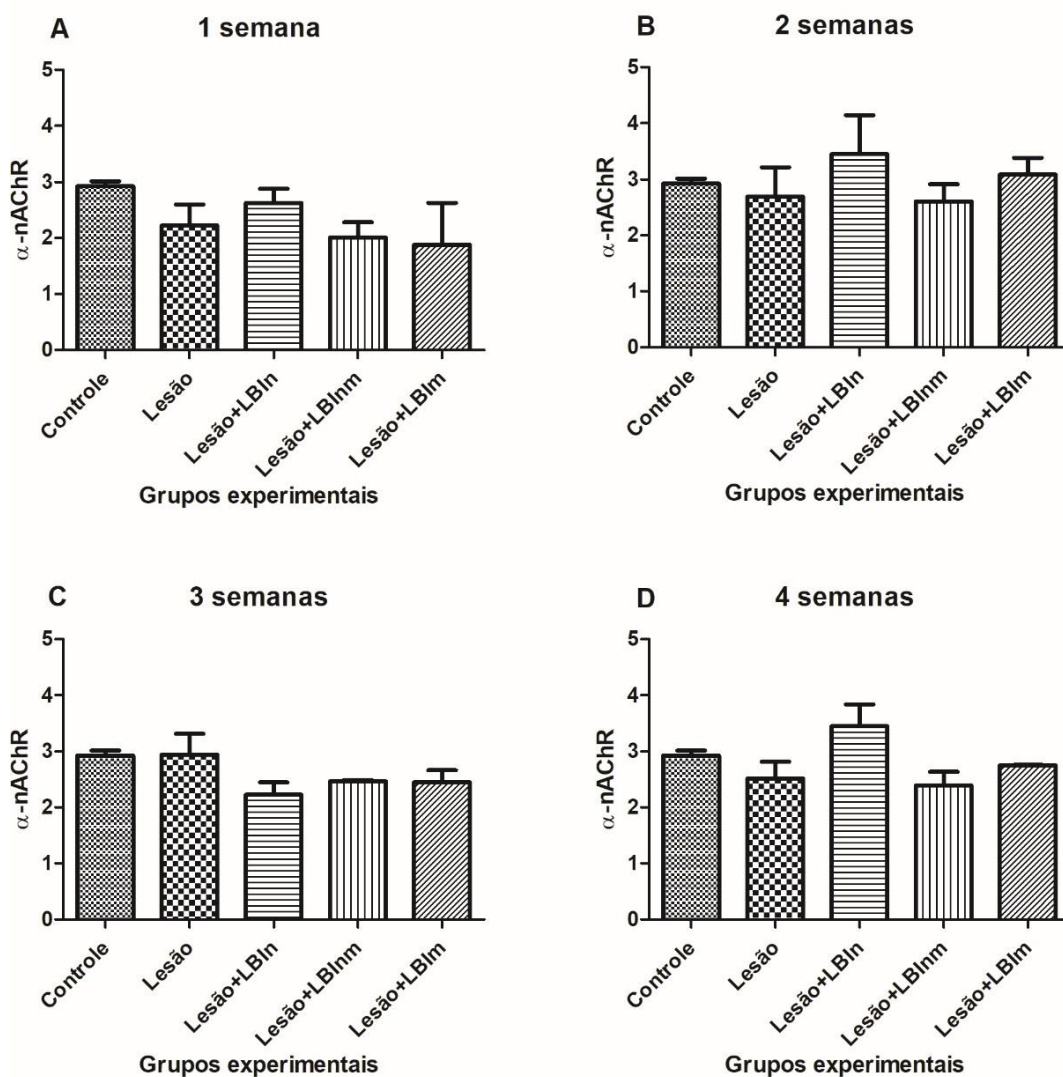 A
1 semana
5
4
3
2
1
0
α-nAChR
Controle
Lesão
Lesão+LBIn
Lesão+LBInm
Lesão+LBIm
Grupos experimentais
B
2 semanas
5
4
3
2
1
0
α-nAChR
Controle
Lesão
Lesão+LBIn
Lesão+LBInm
Lesão+LBIm
Grupos experimentais
C
3 semanas
5
4
3
2
1
0
α-nAChR
Controle
Lesão
Lesão+LBIn
Lesão+LBInm
Lesão+LBIm
Grupos experimentais
D
4 semanas
5
4
3
2
1
0
α-nAChR
Controle
Lesão
Lesão+LBIn
Lesão+LBInm
Lesão+LBIm
Grupos experimentais